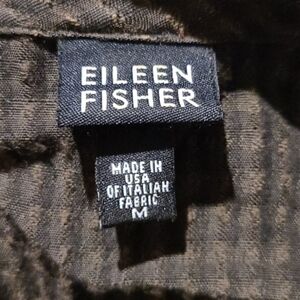 EILEEN
FISHER
MADE IN
USA
OF ITALIAN
FABRIC
M